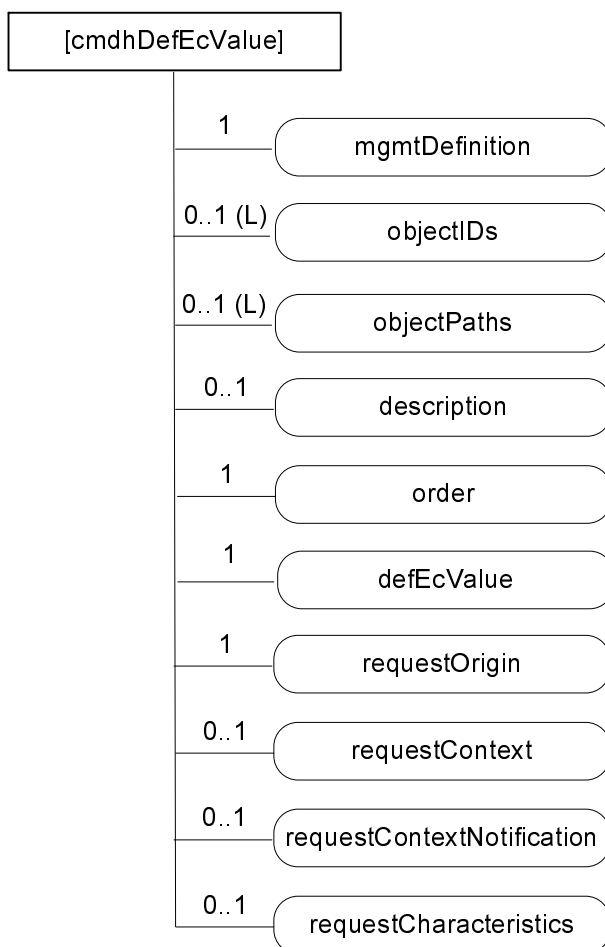 [cmdhDefEcValue]
1
mgmtDefinition
0..1 (L)
objectIDs
0..1 (L)
objectPaths
0..1
description
1
order
1
defEcValue
1
requestOrigin
0..1
requestContext
0..1
requestContextNotification
0..1
requestCharacteristics